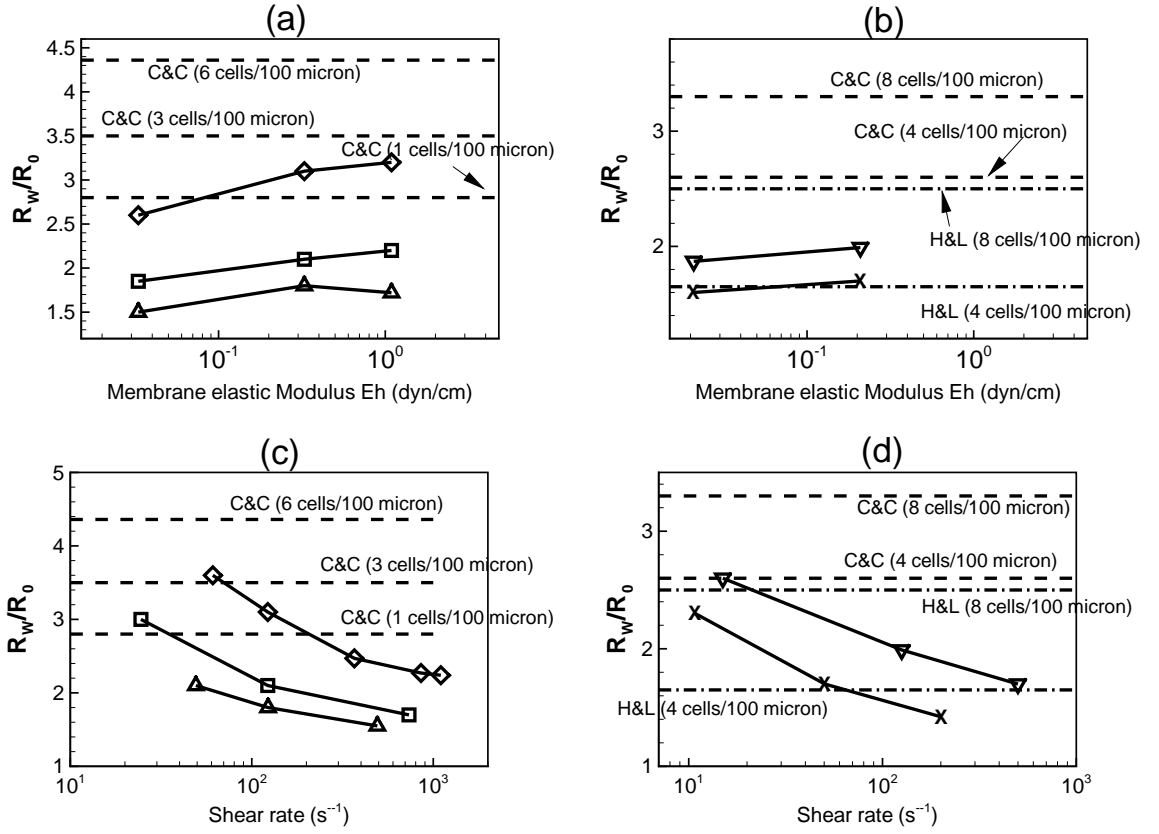 (a)
4.5
4
3.5
3
2.5
2
1.5
R_W/R_0
C&C (6 cells/100 micron)
C&C (3 cells/100 micron)
C&C (1 cells/100 micron)
10^-1
10^0
Membrane elastic Modulus Eh (dyn/cm)
(b)
3
2
R_W/R_0
C&C (8 cells/100 micron)
C&C (4 cells/100 micron)
H&L (8 cells/100 micron)
H&L (4 cells/100 micron)
10^-1
10^0
Membrane elastic Modulus Eh (dyn/cm)
(c)
5
4
3
2
1
R_W/R_0
C&C (6 cells/100 micron)
C&C (3 cells/100 micron)
C&C (1 cells/100 micron)
10^1
10^2
10^3
Shear rate (s^--1)
(d)
3
2
1
R_W/R_0
C&C (8 cells/100 micron)
C&C (4 cells/100 micron)
H&L (8 cells/100 micron)
H&L (4 cells/100 micron)
10^1
10^2
10^3
Shear rate (s^--1)